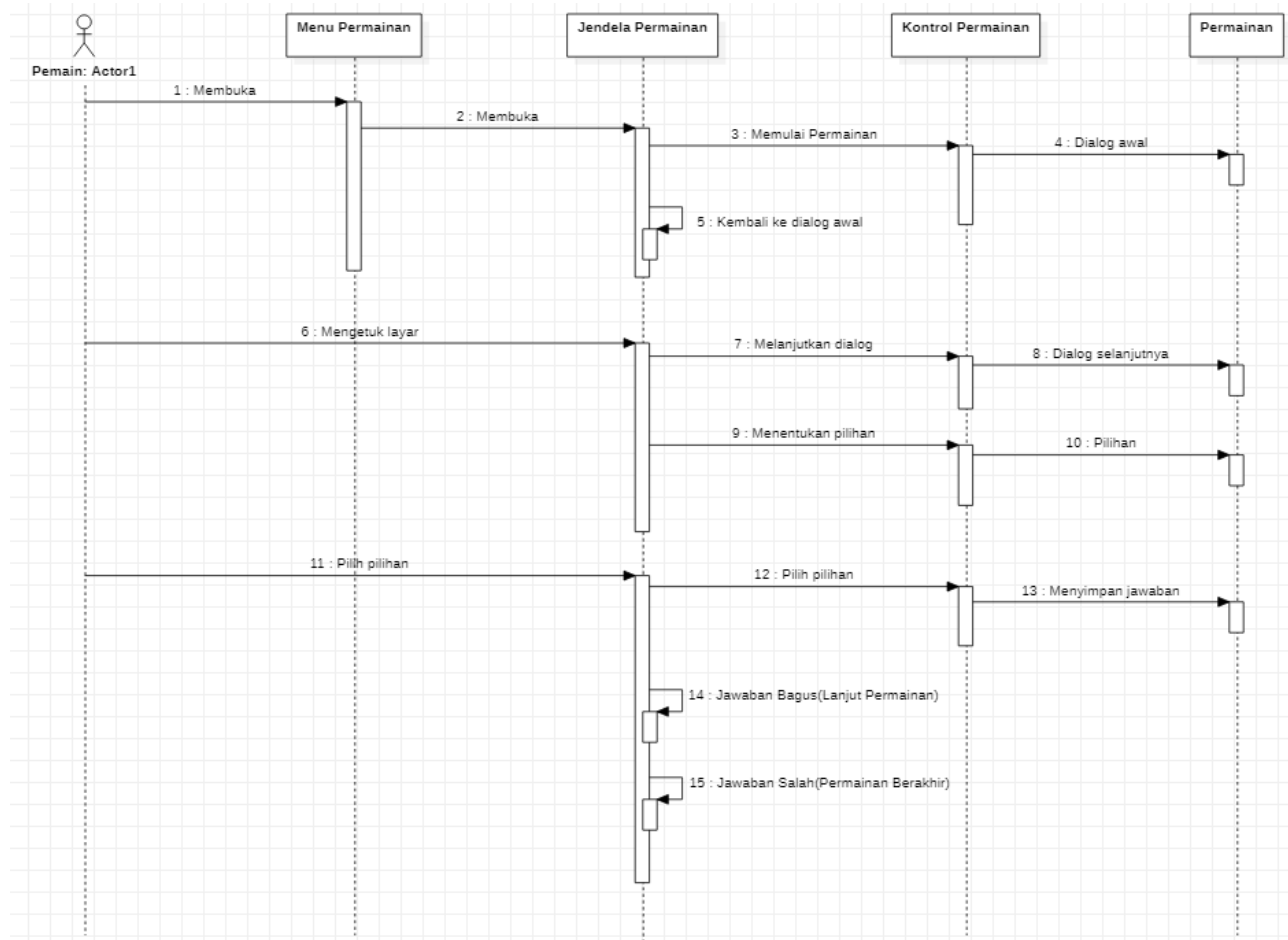 Menu Permainan
Jendela Permainan
Kontrol Permainan
Permainan
Pemain: Actor1
1 : Membuka
2 : Membuka
3 : Memulai Permainan
4 : Dialog awal
5 : Kembali ke dialog awal
6 : Mengetuk layar
7 : Melanjutkan dialog
8 : Dialog selanjutnya
9 : Menentukan pilihan
10 : Pilihan
11 : Pilih pilihan
12 : Pilih pilihan
13 : Menyimpan jawaban
14 : Jawaban Bagus(Lanjut Permainan)
15 : Jawaban Salah(Permainan Berakhir)